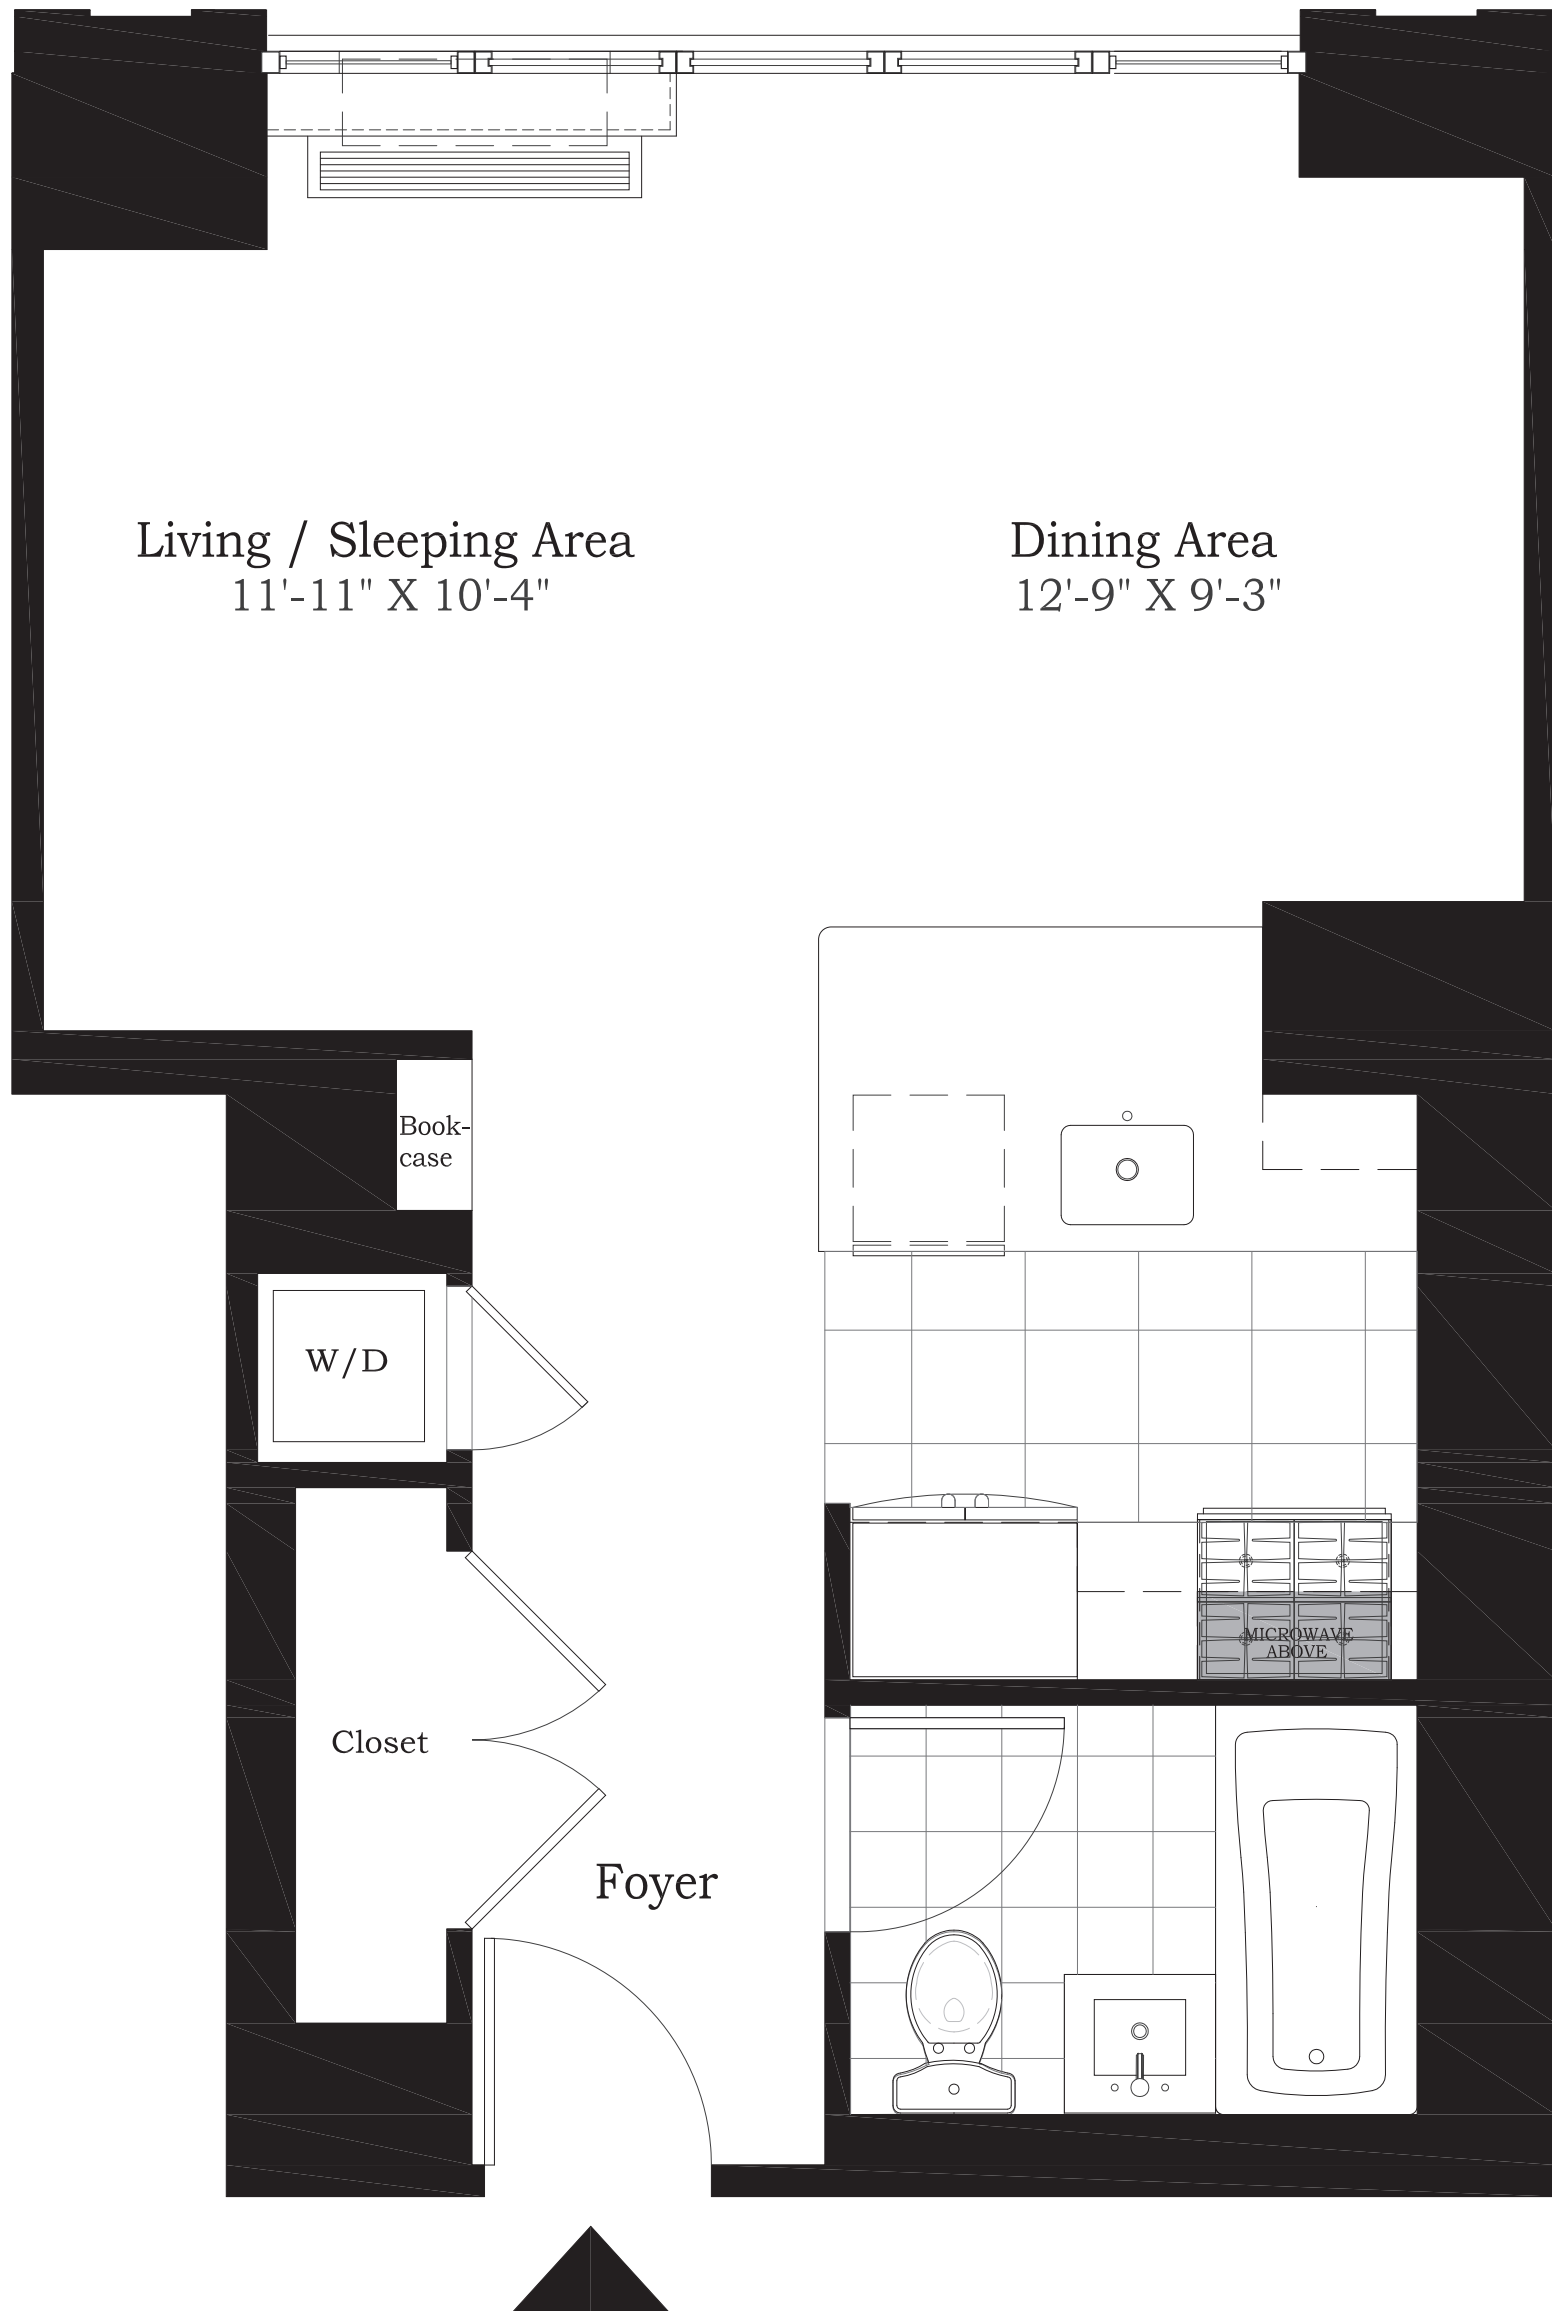 Living / Sleeping Area
11'-11" X 10'-4"
Dining Area
12'-9" X 9'-3"
Book-
case
W/D
MICROWAVE
ABOVE
Closet
Foyer